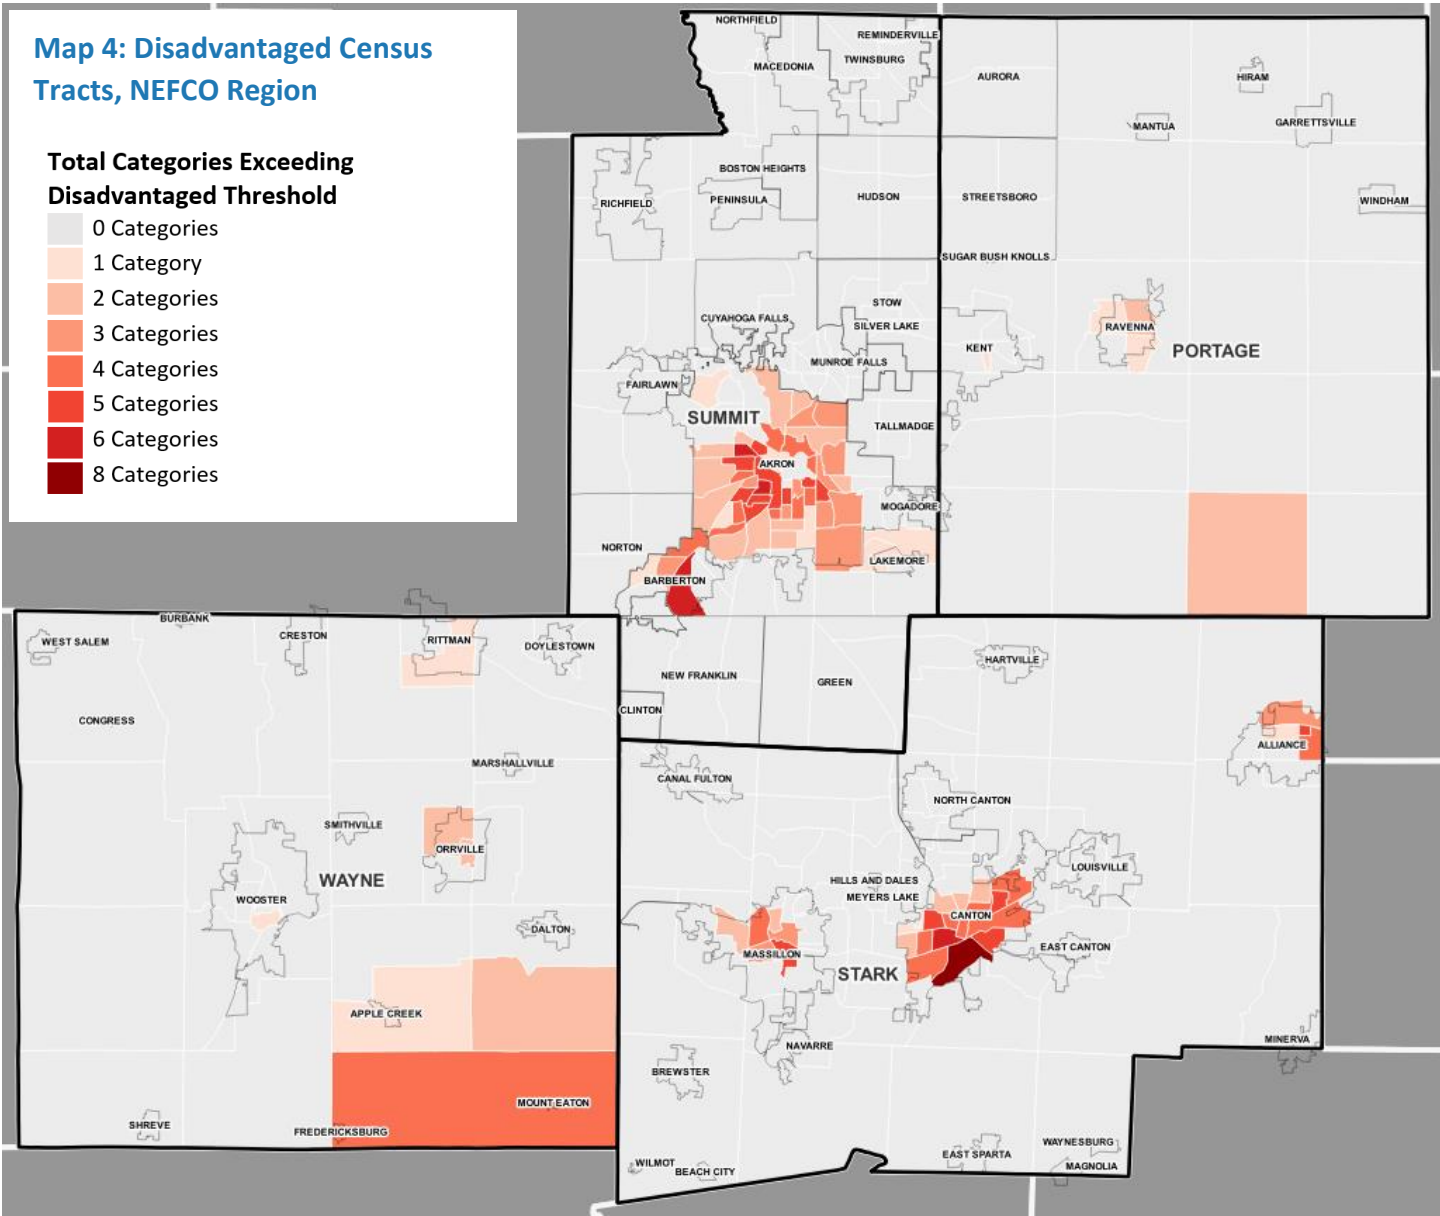 Map 4: Disadvantaged Census
Tracts, NEFCO Region
Total Categories Exceeding
Disadvantaged Threshold
0 Categories
1 Category
2 Categories
3 Categories
4 Categories
5 Categories
6 Categories
8 Categories
NORTHFIELD
REMINDERVILLE
MACEDONIA
TWINSBURG
AURORA
HIRAM
MANTUA
GARRETTSVILLE
BOSTON HEIGHTS
RICHFIELD
PENINSULA
HUDSON
STREETSBORO
WINDHAM
SUGAR BUSH KNOLLS
STOW
CUYAHOGA FALLS
SILVER LAKE
RAVENNA
KENT
PORTAGE
MUNROE FALLS
FAIRLAWN
SUMMIT
TALLMADGE
AKRON
MOGADORE
NORTON
LAKEMORE
BARBERTON
BURBANK
WEST SALEM
CRESTON
RITTMAN
DOYLESTOWN
HARTVILLE
NEW FRANKLIN
GREEN
CLINTON
CONGRESS
ALLIANCE
MARSHALLVILLE
CANAL FULTON
NORTH CANTON
SMITHVILLE
ORRVILLE
LOUISVILLE
WAYNE
HILLS AND DALES
MEYERS LAKE
WOOSTER
CANTON
DALTON
EAST CANTON
MASSILLON
STARK
APPLE CREEK
MINERVA
NAVARRE
BREWSTER
MOUNT EATON
SHREVE
FREDERICKSBURG
WAYNESBURG
EAST SPARTA
WILMOT
BEACH CITY
MAGNOLIA